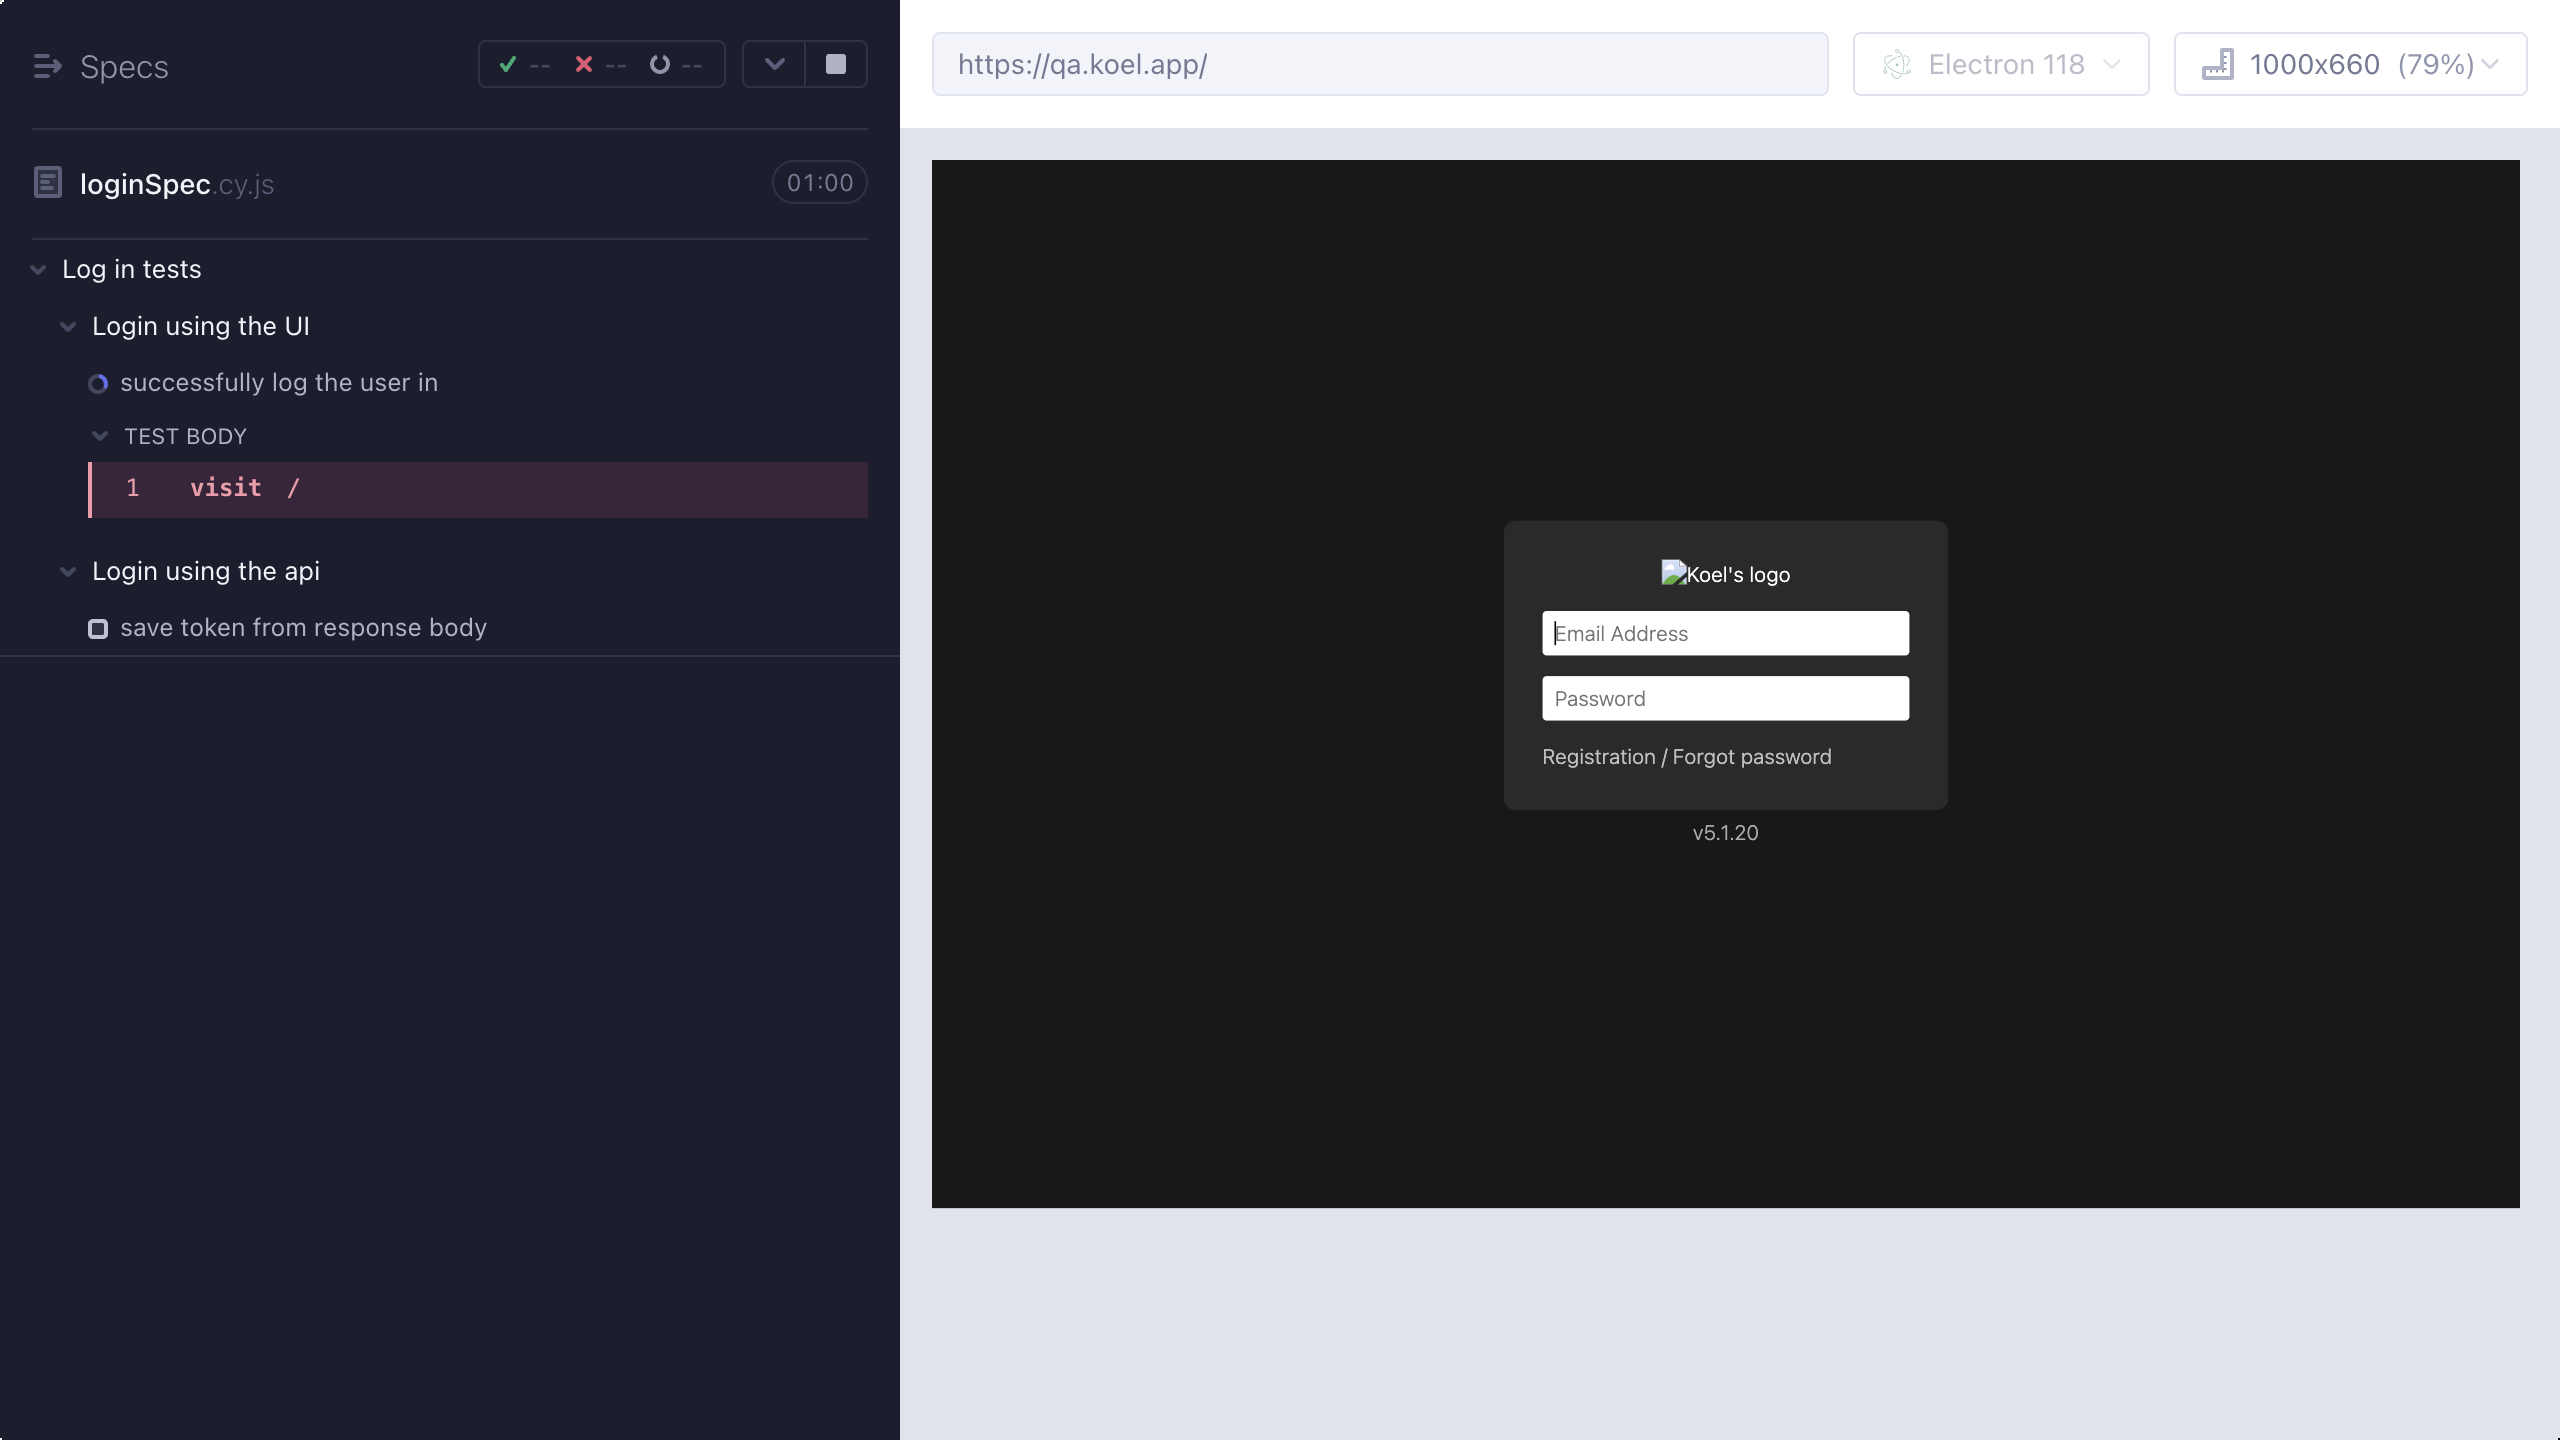 Specs
-- -- --
loginSpec.cy.js
01:00
Log in tests
Login using the UI
successfully log the user in
TEST BODY
1 visit /
Login using the api
save token from response body
https://qa.koel.app/
Electron 118
1000x660 (79%)
Koel's logo
Email Address
Password
Registration / Forgot password
v5.1.20